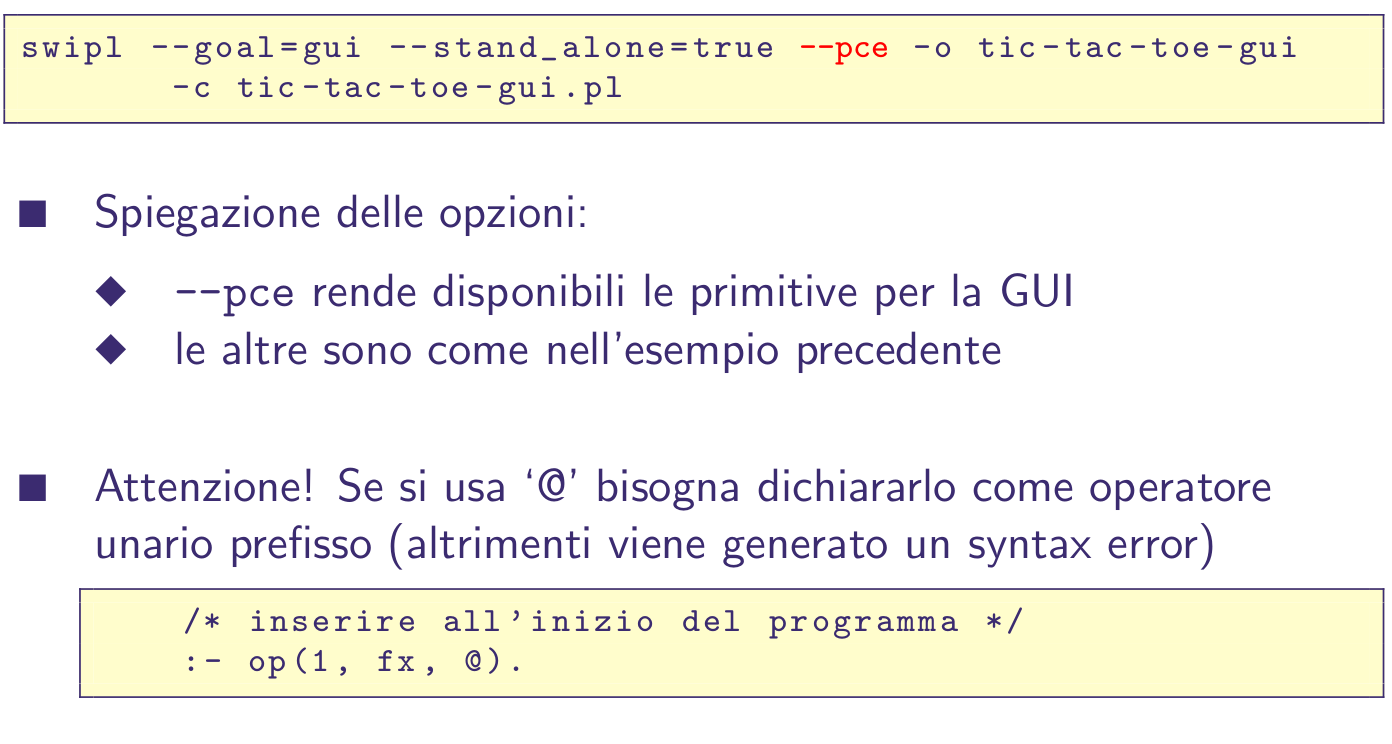 swipl --goal=gui --stand_alone=true --pce -o tic-tac-toe-gui
-c tic-tac-toe-gui.pl
Spiegazione delle opzioni:
--pce rende disponibili le primitive per la GUI
le altre sono come nell'esempio precedente
Attenzione! Se si usa ‘@’ bisogna dichiararlo come operatore
unario prefisso (altrimenti viene generato un syntax error)
/* inserire all'inizio del programma */
:- op(1, fx, @).